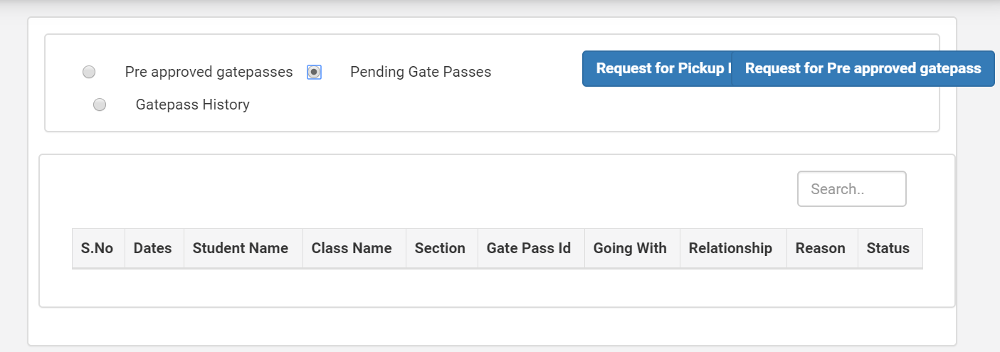 Pre approved gatepasses Pending Gate Passes Request for Pickup Request for Pre approved gatepass
Gatepass History
Search..
S.No Dates Student Name Class Name Section Gate Pass Id Going With Relationship Reason Status